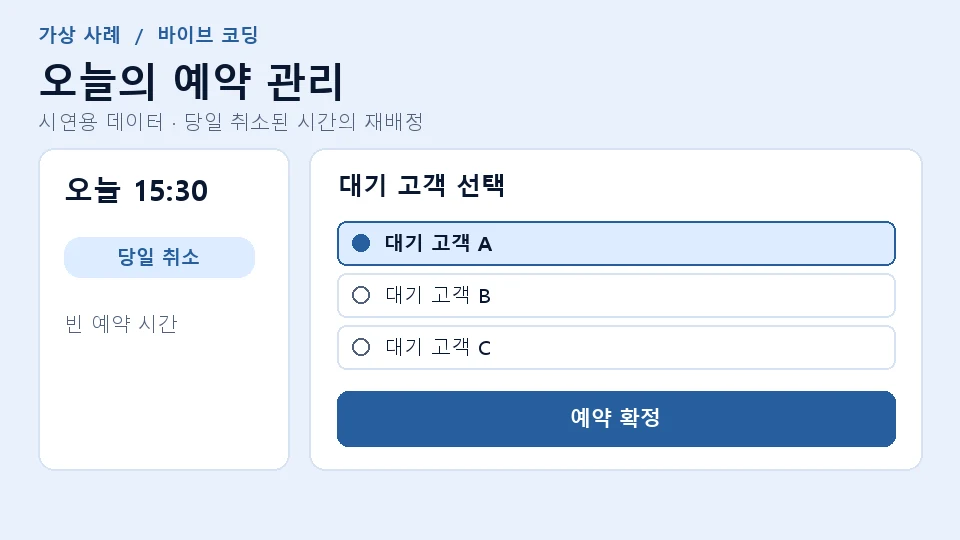 가상 사례 / 바이브 코딩
오늘의 예약 관리
시연용 데이터 · 당일 취소된 시간의 재배정
오늘 15:30
당일 취소
빈 예약 시간
대기 고객 선택
대기 고객 A
대기 고객 B
대기 고객 C
예약 확정